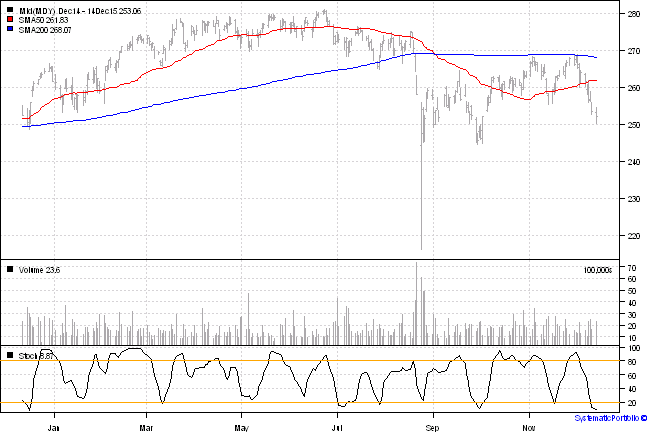 Mid(MDY) Dec14 - 14Dec15 253.06
SMA50 261.83
SMA200 268.07
280
270
260
250
240
230
220
Volume 23.6
100,000s
70
60
50
40
30
20
10
Stoch 8.87
100
80
60
40
20
Jan Mar May Jul Sep Nov
SystematicPortfolio ©